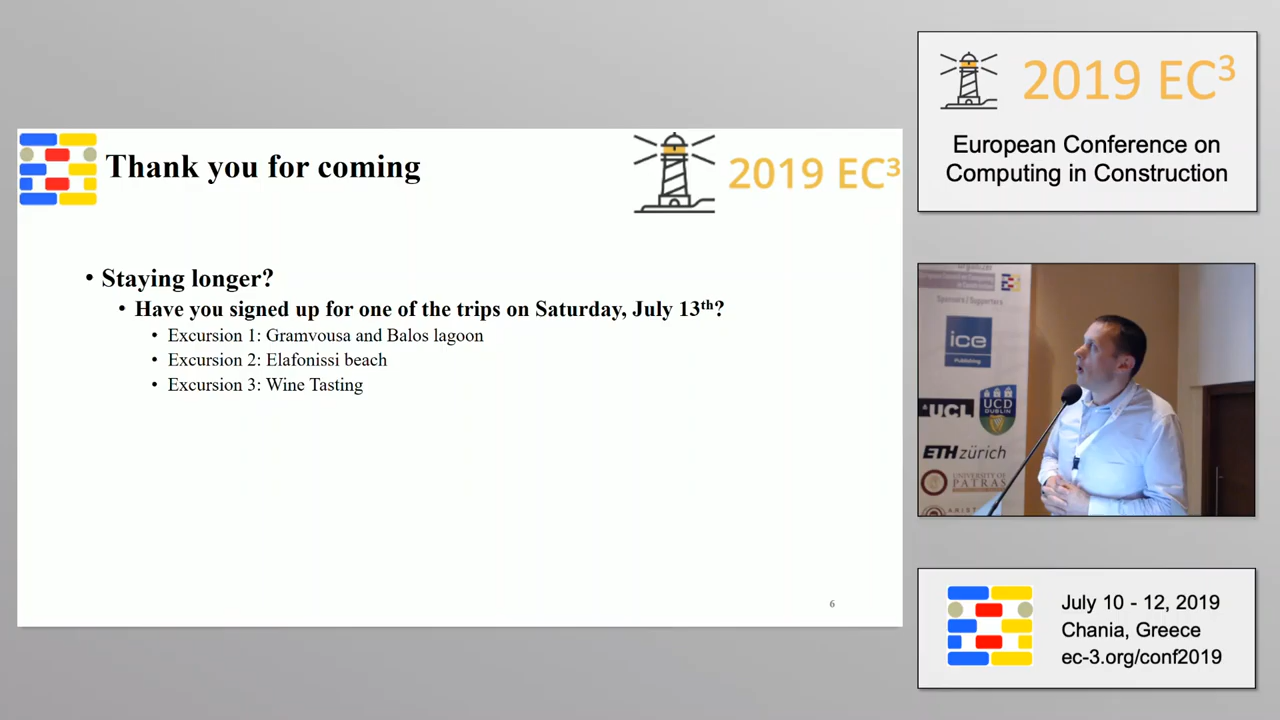 Thank you for coming
2019 EC³
• Staying longer?
• Have you signed up for one of the trips on Saturday, July 13th?
• Excursion 1: Gramvousa and Balos lagoon
• Excursion 2: Elafonissi beach
• Excursion 3: Wine Tasting
6
2019 EC³
European Conference on
Computing in Construction
Sponsors / Supporters
ice
Publishing
UCL
UCD
DUBLIN
ETH zürich
UNIVERSITY OF
PATRAS
July 10 - 12, 2019
Chania, Greece
ec-3.org/conf2019